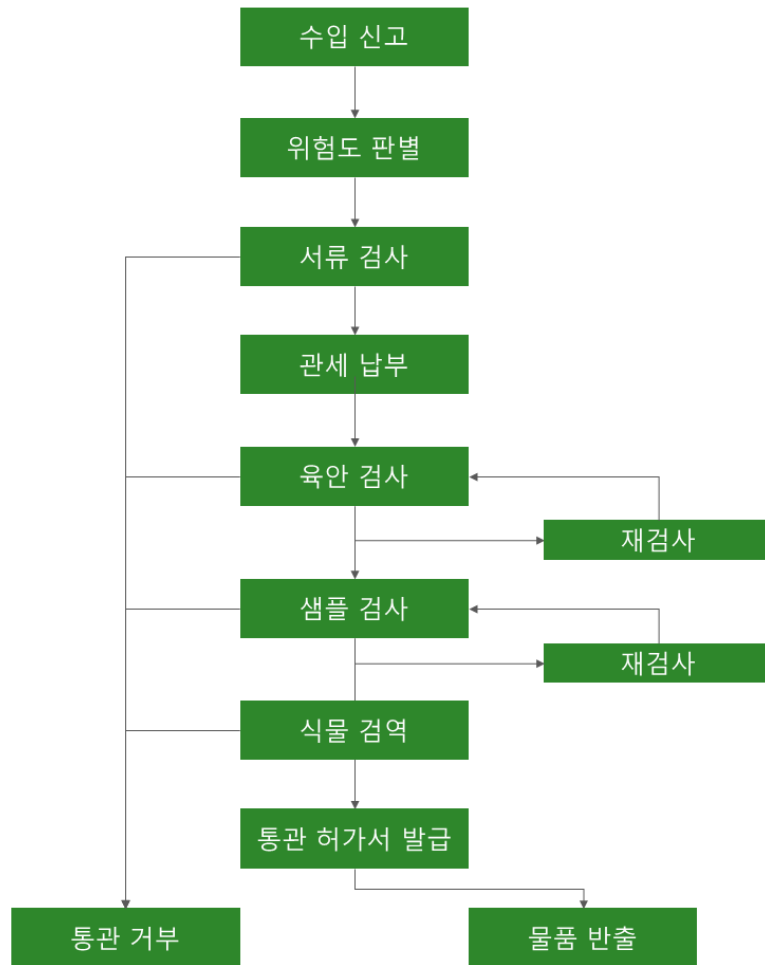 수입 신고
위험도 판별
서류 검사
관세 납부
육안 검사
재검사
샘플 검사
재검사
식물 검역
통관 허가서 발급
통관 거부
물품 반출